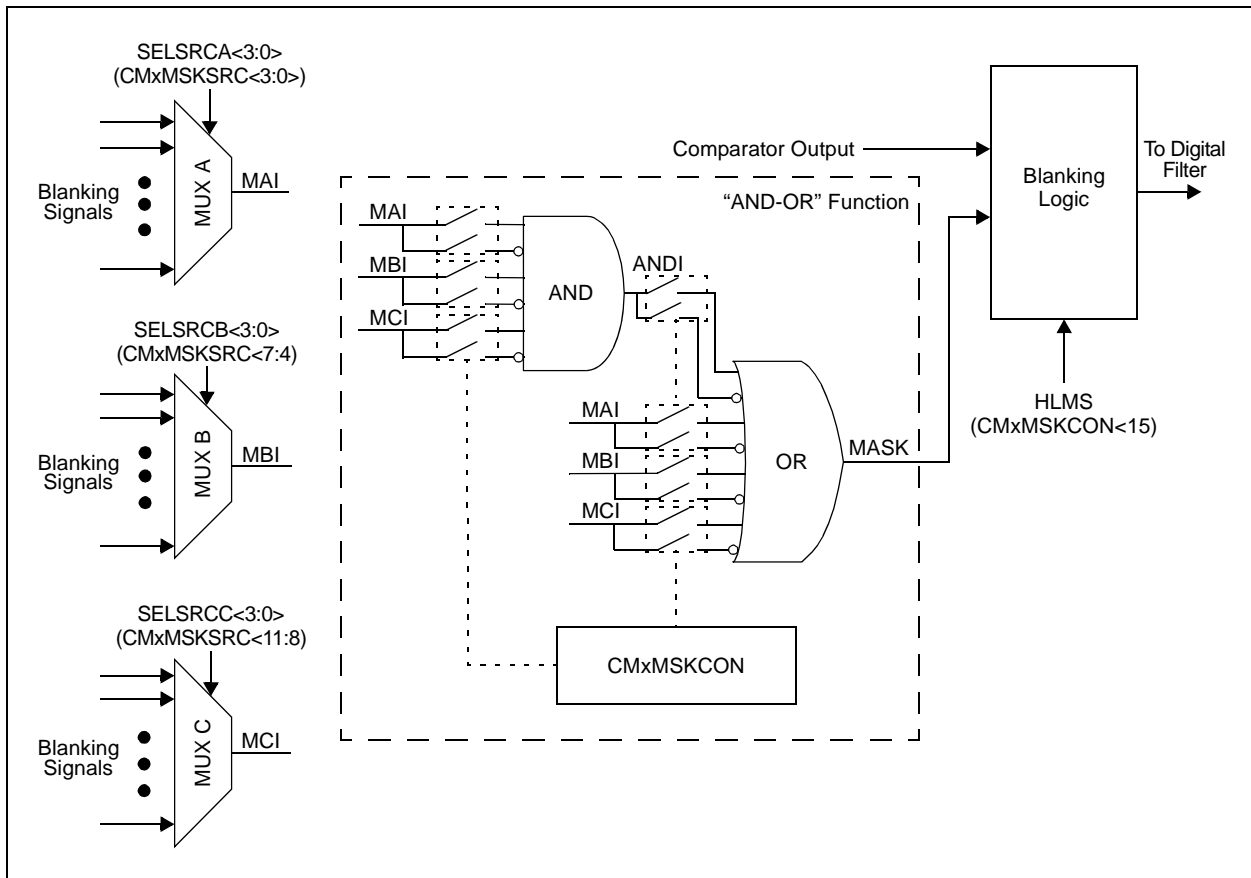 SELSRCA<3:0>
(CMxMSKSRC<3:0>)
Blanking
Signals
MUX A
MAI
SELSRCB<3:0>
(CMxMSKSRC<7:4)
Blanking
Signals
MUX B
MBI
SELSRCC<3:0>
(CMxMSKSRC<11:8)
Blanking
Signals
MUX C
MCI
“AND-OR” Function
MAI
MBI
MCI
AND
ANDI
MAI
MBI
MCI
OR
MASK
CMxMSKCON
Comparator Output
Blanking
Logic
To Digital
Filter
HLMS
(CMxMSKCON<15)